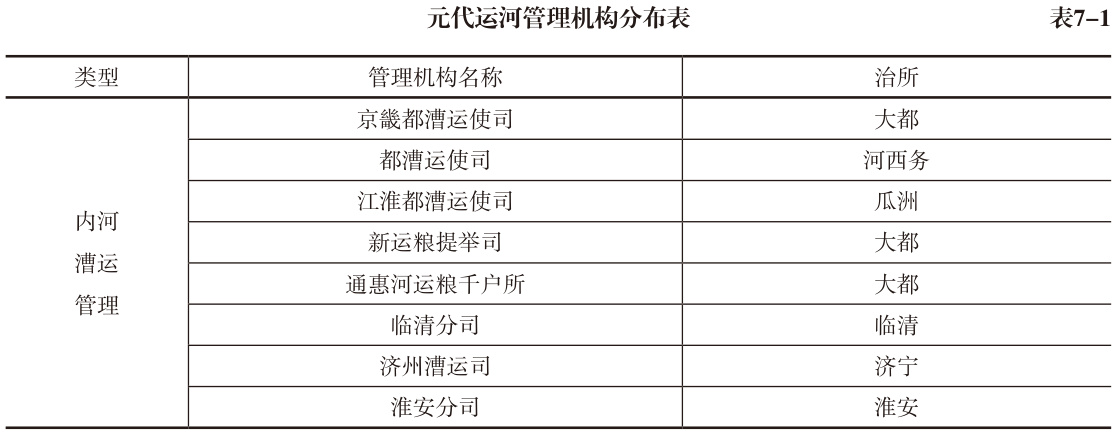 元代运河管理机构分布表 表7-1
类型 管理机构名称 治所
内河
漕运
管理
京畿都漕运使司 大都
都漕运使司 河西务
江淮都漕运使司 瓜洲
新运粮提举司 大都
通惠河运粮千户所 大都
临清分司 临清
济州漕运司 济宁
淮安分司 淮安